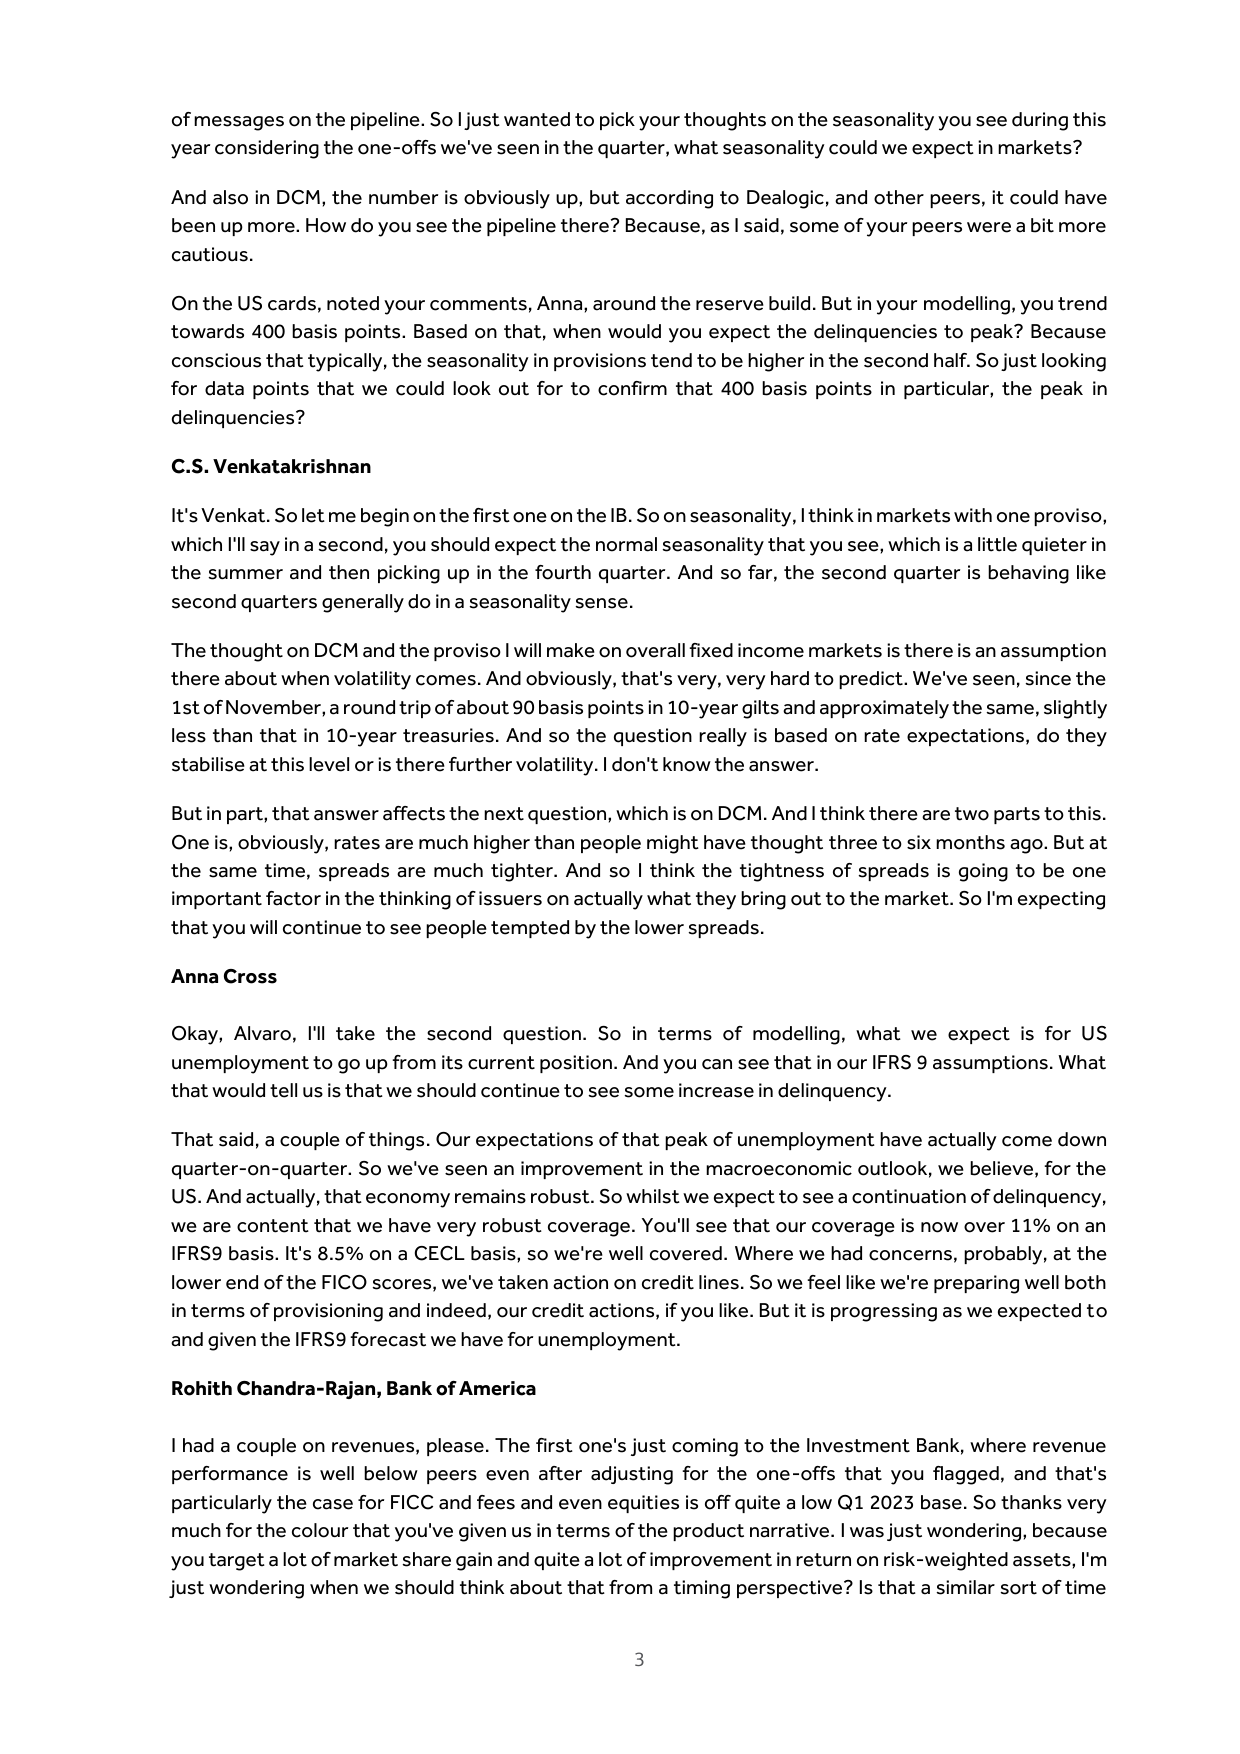 of messages on the pipeline. So I just wanted to pick your thoughts on the seasonality you see during this
year considering the one-offs we've seen in the quarter, what seasonality could we expect in markets?
And also in DCM, the number is obviously up, but according to Dealogic, and other peers, it could have
been up more. How do you see the pipeline there? Because, as I said, some of your peers were a bit more
cautious.
On the US cards, noted your comments, Anna, around the reserve build. But in your modelling, you trend
towards 400 basis points. Based on that, when would you expect the delinquencies to peak? Because
conscious that typically, the seasonality in provisions tend to be higher in the second half. So just looking
for data points that we could look out for to confirm that 400 basis points in particular, the peak in
delinquencies?
C.S. Venkatakrishnan
It's Venkat. So let me begin on the first one on the IB. So on seasonality, I think in markets with one proviso,
which I'll say in a second, you should expect the normal seasonality that you see, which is a little quieter in
the summer and then picking up in the fourth quarter. And so far, the second quarter is behaving like
second quarters generally do in a seasonality sense.
The thought on DCM and the proviso I will make on overall fixed income markets is there is an assumption
there about when volatility comes. And obviously, that's very, very hard to predict. We've seen, since the
1st of November, a round trip of about 90 basis points in 10-year gilts and approximately the same, slightly
less than that in 10-year treasuries. And so the question really is based on rate expectations, do they
stabilise at this level or is there further volatility. I don't know the answer.
But in part, that answer affects the next question, which is on DCM. And I think there are two parts to this.
One is, obviously, rates are much higher than people might have thought three to six months ago. But at
the same time, spreads are much tighter. And so I think the tightness of spreads is going to be one
important factor in the thinking of issuers on actually what they bring out to the market. So I'm expecting
that you will continue to see people tempted by the lower spreads.
Anna Cross
Okay, Alvaro, I'll take the second question. So in terms of modelling, what we expect is for US
unemployment to go up from its current position. And you can see that in our IFRS 9 assumptions. What
that would tell us is that we should continue to see some increase in delinquency.
That said, a couple of things. Our expectations of that peak of unemployment have actually come down
quarter-on-quarter. So we've seen an improvement in the macroeconomic outlook, we believe, for the
US. And actually, that economy remains robust. So whilst we expect to see a continuation of delinquency,
we are content that we have very robust coverage. You'll see that our coverage is now over 11% on an
IFRS9 basis. It's 8.5% on a CECL basis, so we're well covered. Where we had concerns, probably, at the
lower end of the FICO scores, we've taken action on credit lines. So we feel like we're preparing well both
in terms of provisioning and indeed, our credit actions, if you like. But it is progressing as we expected to
and given the IFRS9 forecast we have for unemployment.
Rohith Chandra-Rajan, Bank of America
I had a couple on revenues, please. The first one's just coming to the Investment Bank, where revenue
performance is well below peers even after adjusting for the one-offs that you flagged, and that's
particularly the case for FICC and fees and even equities is off quite a low Q1 2023 base. So thanks very
much for the colour that you've given us in terms of the product narrative. I was just wondering, because
you target a lot of market share gain and quite a lot of improvement in return on risk-weighted assets, I'm
just wondering when we should think about that from a timing perspective? Is that a similar sort of time
3